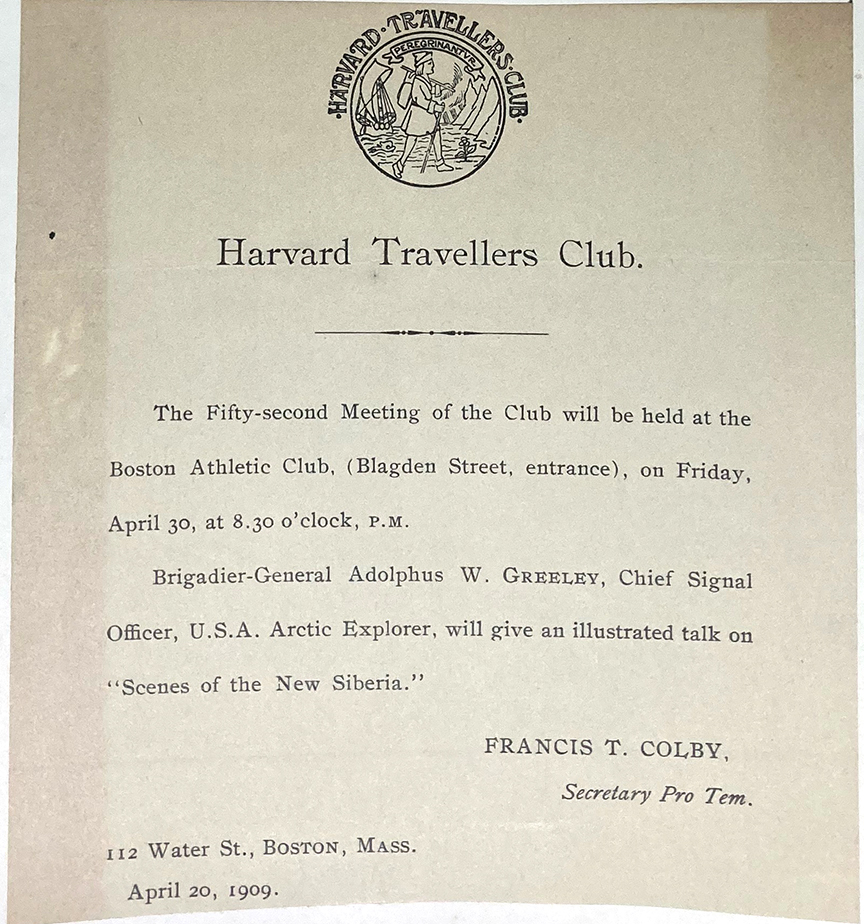 ·HARVARD·TRAVELLERS·CLUB·
PEREGRINANTVR
Harvard Travellers Club.
The Fifty-second Meeting of the Club will be held at the
Boston Athletic Club, (Blagden Street, entrance), on Friday,
April 30, at 8.30 o'clock, P.M.
Brigadier-General Adolphus W. GREELEY, Chief Signal
Officer, U.S.A. Arctic Explorer, will give an illustrated talk on
“Scenes of the New Siberia.”
FRANCIS T. COLBY,
Secretary Pro Tem.
112 Water St., BOSTON, MASS.
April 20, 1909.